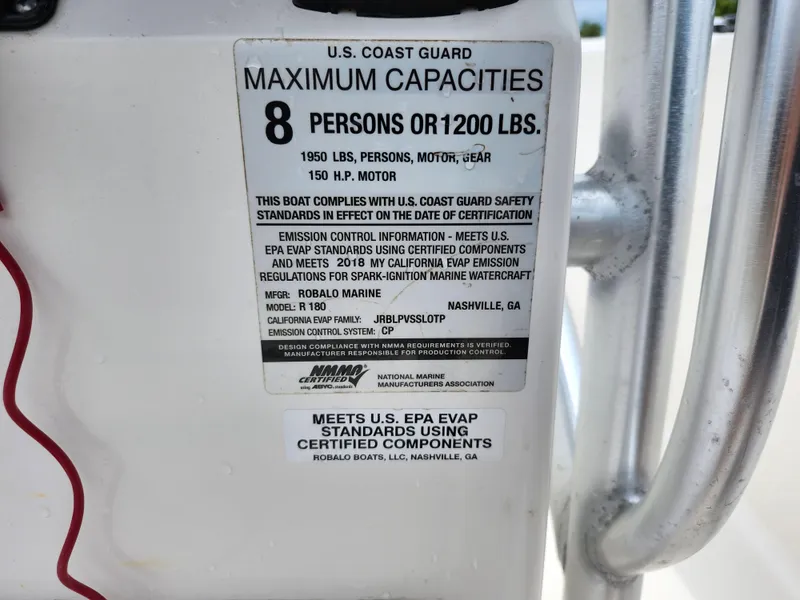 U.S. COAST GUARD
MAXIMUM CAPACITIES
8 PERSONS OR 1200 LBS.
1950 LBS, PERSONS, MOTOR, GEAR
150 H.P. MOTOR
THIS BOAT COMPLIES WITH U.S. COAST GUARD SAFETY
STANDARDS IN EFFECT ON THE DATE OF CERTIFICATION
EMISSION CONTROL INFORMATION - MEETS U.S.
EPA EVAP STANDARDS USING CERTIFIED COMPONENTS
AND MEETS 2018 MY CALIFORNIA EVAP EMISSION
REGULATIONS FOR SPARK-IGNITION MARINE WATERCRAFT
MFGR: ROBALO MARINE
MODEL: R 180 NASHVILLE, GA
CALIFORNIA EVAP FAMILY: JRBLPVSSLOTP
EMISSION CONTROL SYSTEM: CP
DESIGN COMPLIANCE WITH NMMA REQUIREMENTS IS VERIFIED.
MANUFACTURER RESPONSIBLE FOR PRODUCTION CONTROL.
NMMA®
CERTIFIED
using ABYC standards
NATIONAL MARINE
MANUFACTURERS ASSOCIATION
MEETS U.S. EPA EVAP
STANDARDS USING
CERTIFIED COMPONENTS
ROBALO BOATS, LLC, NASHVILLE, GA